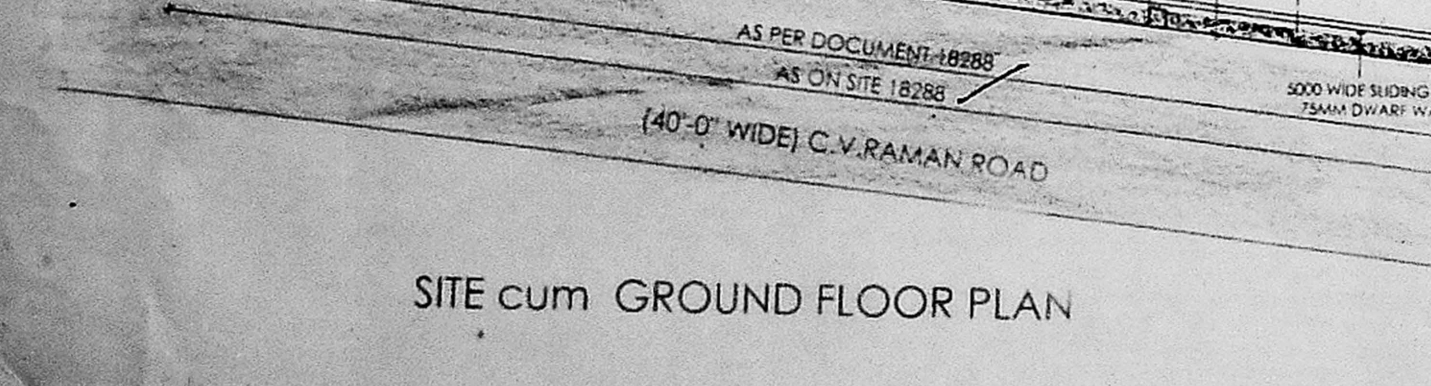 AS PER DOCUMENT 18288
AS ON SITE 18288
5000 WIDE SLIDING
75MM DWARF
(40'-0" WIDE) C.V.RAMAN ROAD
SITE cum GROUND FLOOR PLAN